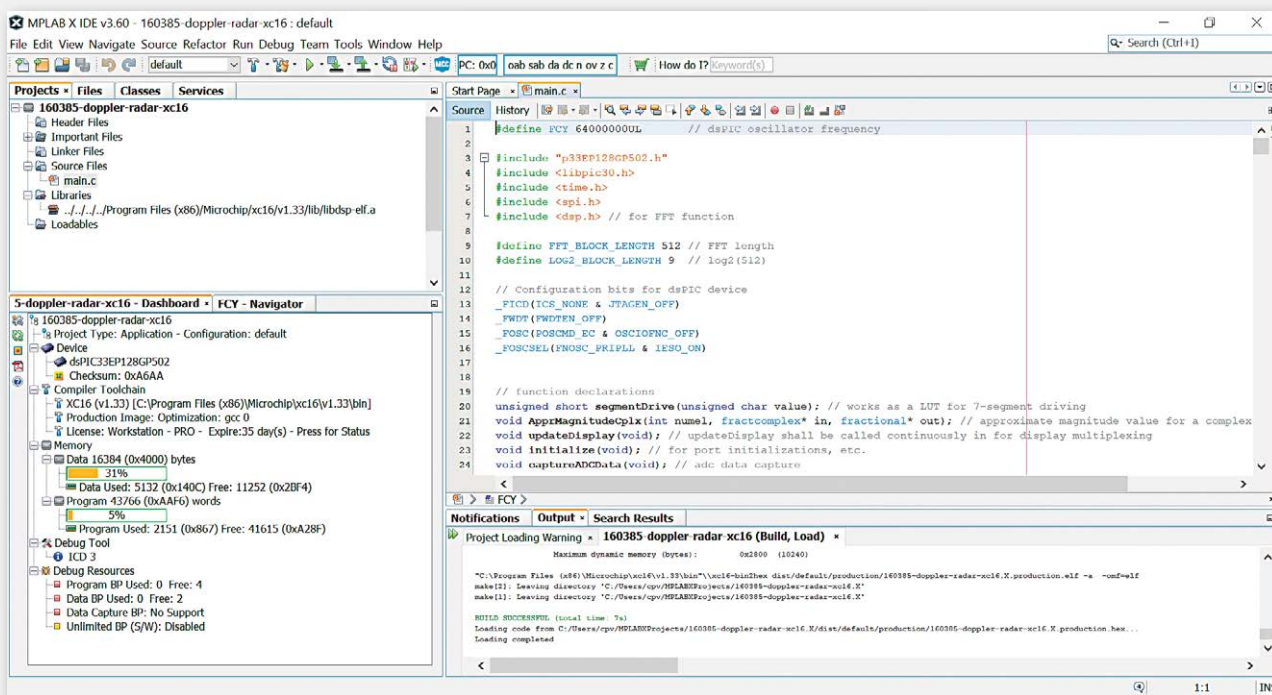 MPLAB X IDE v3.60 - 160385-doppler-radar-xc16 : default
File Edit View Navigate Source Refactor Run Debug Team Tools Window Help
Search (Ctrl+I)
default
PC: 0x0
oab sab da dc n ov z c
How do I? Keyword(s)
Projects Files Classes Services
160385-doppler-radar-xc16
Header Files
Important Files
Linker Files
Source Files
main.c
Libraries
../../../../Program Files (x86)/Microchip/xc16/v1.33/lib/libdsp-elf.a
Loadables
5-doppler-radar-xc16 - Dashboard FCY - Navigator
160385-doppler-radar-xc16
Project Type: Application - Configuration: default
Device
dsPIC33EP128GP502
Checksum: 0xA6AA
Compiler Toolchain
XC16 (v1.33) [C:\Program Files (x86)\Microchip\xc16\v1.33\bin]
Production Image: Optimization: gcc 0
License: Workstation - PRO - Expire:35 day(s) - Press for Status
Memory
Data 16384 (0x4000) bytes
31%
Data Used: 5132 (0x140C) Free: 11252 (0x2BF4)
Program 43766 (0xAAF6) words
5%
Program Used: 2151 (0x867) Free: 41615 (0xA28F)
Debug Tool
ICD 3
Debug Resources
Program BP Used: 0 Free: 4
Data BP Used: 0 Free: 2
Data Capture BP: No Support
Unlimited BP (S/W): Disabled
Start Page main.c
Source History
1 #define FCY 64000000UL // dsPIC oscillator frequency
2
3 #include "p33EP128GP502.h"
4 #include <libpic30.h>
5 #include <time.h>
6 #include <spi.h>
7 #include <dsp.h> // for FFT function
8
9 #define FFT_BLOCK_LENGTH 512 // FFT length
10 #define LOG2_BLOCK_LENGTH 9 // log2(512)
11
12 // Configuration bits for dsPIC device
13 _FICD(ICS_NONE & JTAGEN_OFF)
14 _FWDT(FWDTEN_OFF)
15 _FOSC(POSCMD_EC & OSCIOFNC_OFF)
16 _FOSCSEL(FNOSC_PRIPLL & IESO_ON)
17
18
19 // function declarations
20 unsigned short segmentDrive(unsigned char value); // works as a LUT for 7-segment driving
21 void ApprMagnitudeCplx(int numel, fractcomplex* in, fractional* out); // approximate magnitude value for a complex
22 void updateDisplay(void); // updateDisplay shall be called continuously in for display multiplexing
23 void initialize(void); // for port initializations, etc.
24 void captureADCData(void); // adc data capture
FCY
Notifications Output Search Results
Project Loading Warning 160385-doppler-radar-xc16 (Build, Load)
Maximum dynamic memory (bytes): 0x2800 (10240)
"C:\Program Files (x86)\Microchip\xc16\v1.33\bin"\\xc16-bin2hex dist/default/production/160385-doppler-radar-xc16.X.production.elf -a -omf=elf
make[2]: Leaving directory 'C:/Users/cpv/MPLABXProjects/160385-doppler-radar-xc16.X'
make[1]: Leaving directory 'C:/Users/cpv/MPLABXProjects/160385-doppler-radar-xc16.X'
BUILD SUCCESSFUL (total time: 7s)
Loading code from C:/Users/cpv/MPLABXProjects/160385-doppler-radar-xc16.X/dist/default/production/160385-doppler-radar-xc16.X.production.hex...
Loading completed
1:1